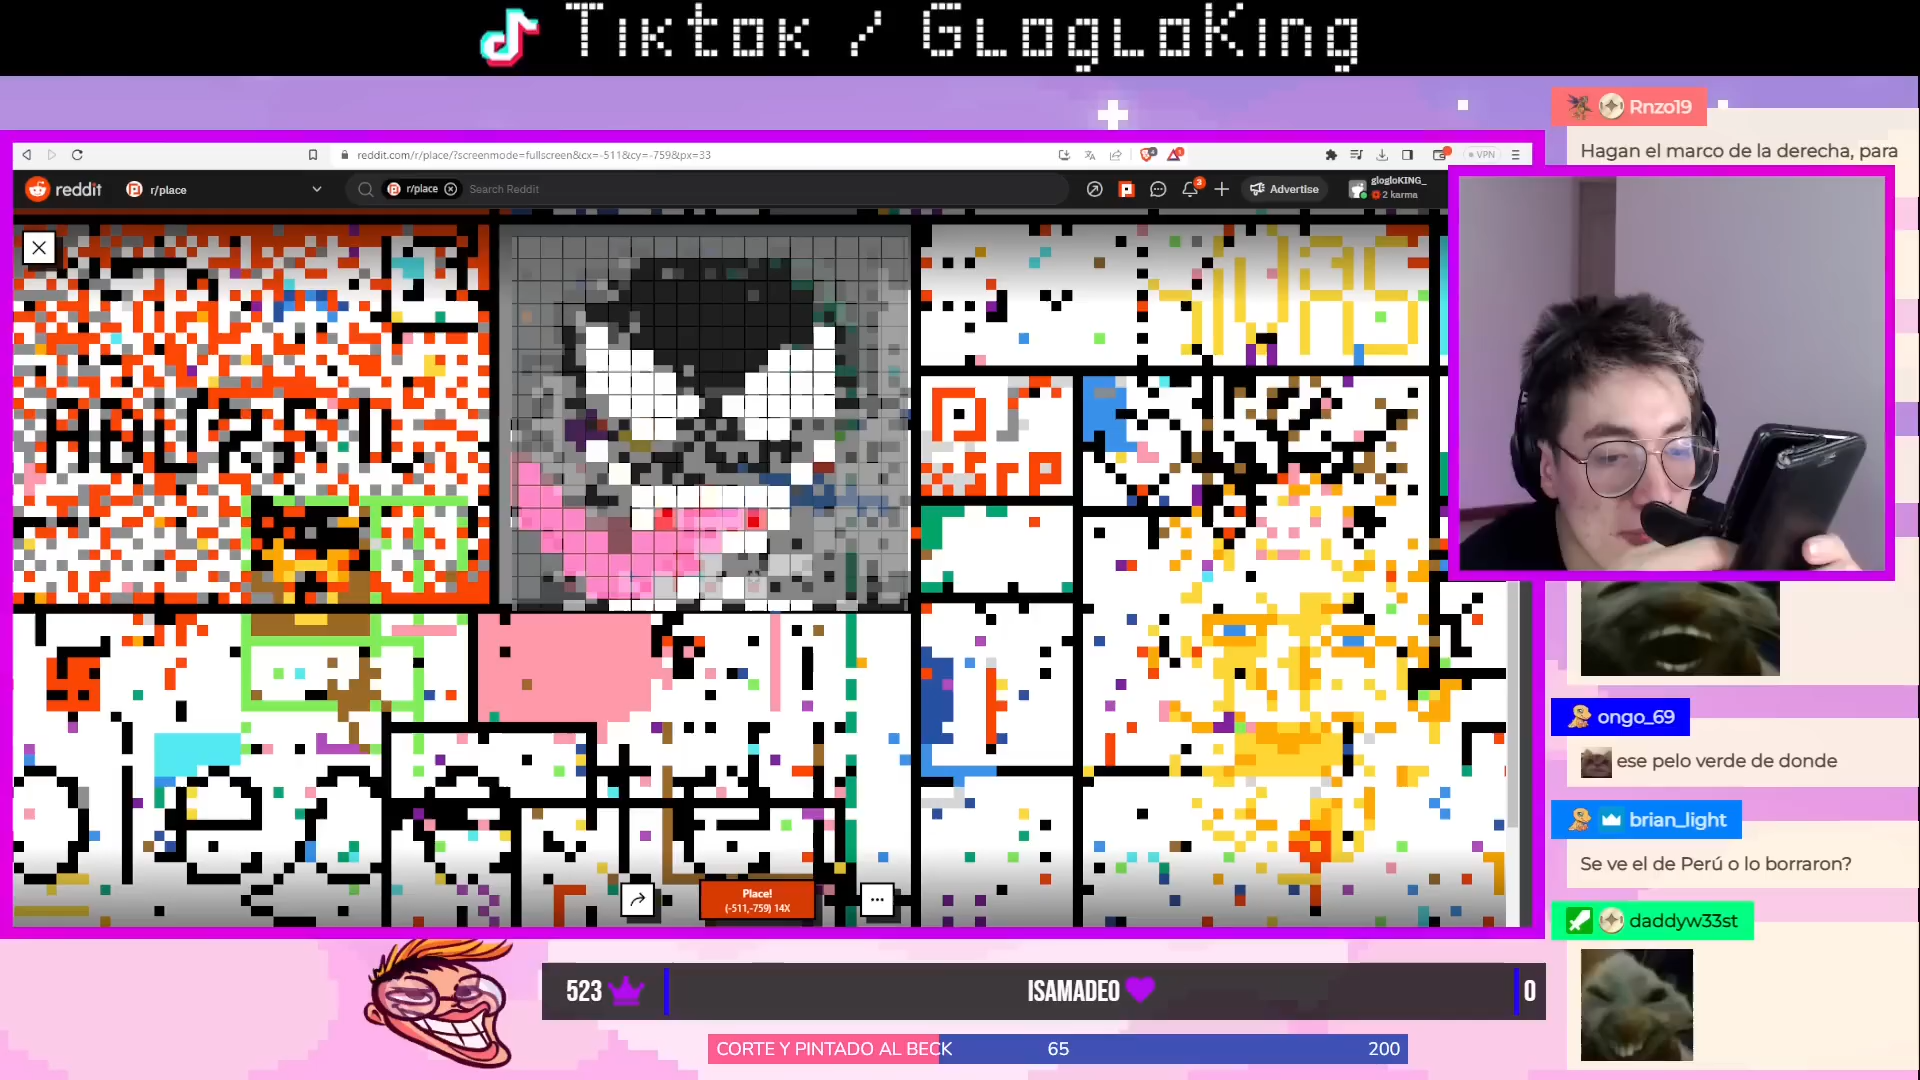 Tiktok / GlogloKing
Rnzo19
Hagan el marco de la derecha, para
reddit.com/r/place/?screenmode=fullscreen&cx=-511&cy=-759&px=33
VPN
reddit
r/place
r/place
Search Reddit
3
Advertise
glogloKING_
2 karma
Place!
(-511,-759) 14X
ongo_69
ese pelo verde de donde
brian_light
Se ve el de Perú o lo borraron?
daddyw33st
523
ISAMADEO
0
CORTE Y PINTADO AL BECK
65
200